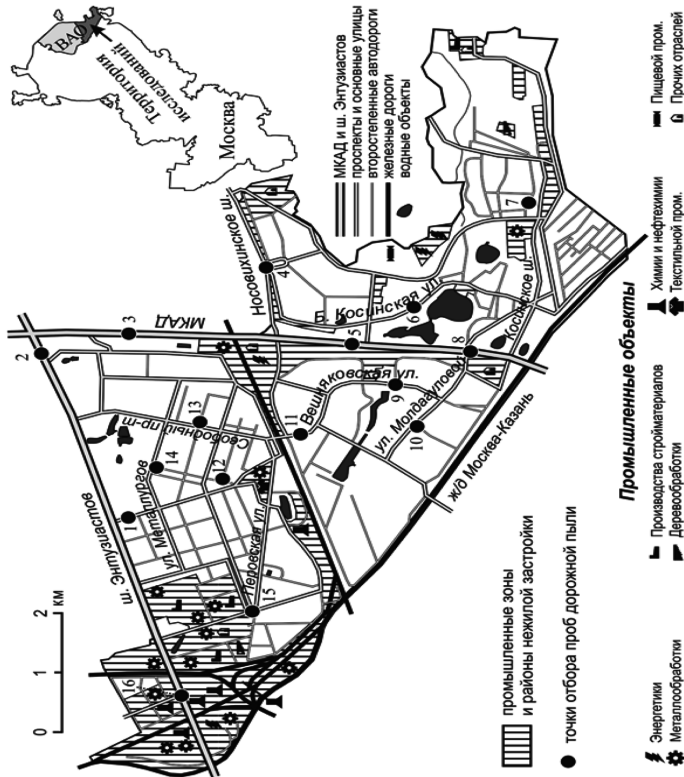 ВАО
Территория
исследований
Москва
МКАД и ш. Энтузиастов
проспекты и основные улицы
второстепенные автодороги
железные дороги
водные объекты
Носовихинское ш.
МКАД
Б. Косинская ул.
Косинское ш.
Вешняковская ул.
ул. Молдагуловой
ж/д Москва-Казань
Свободный пр-т
ш. Энтузиастов
ул. Металлургов
Перовская ул.
1
2
3
4
5
6
7
8
9
10
11
12
13
14
15
16
0 1 2
км
промышленные зоны
и районы нежилой застройки
точки отбора проб дорожной пыли
Промышленные объекты
Энергетики
Металлообработки
Производства стройматериалов
Деревообработки
Химии и нефтехимии
Текстильной пром.
Пищевой пром.
Прочих отраслей